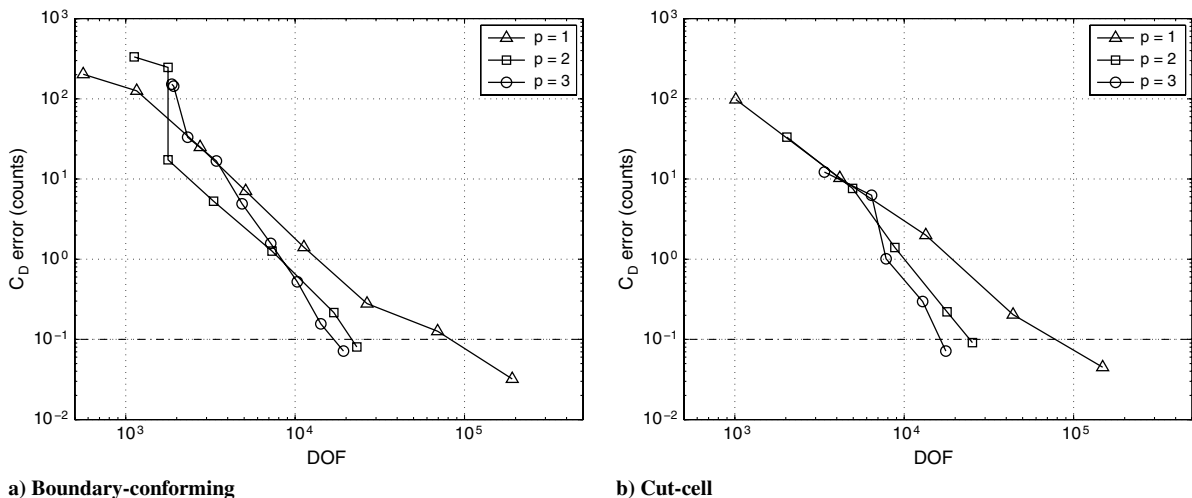 10^3
10^2
10^1
10^0
10^-1
10^-2
C_D error (counts)
10^3
10^4
10^5
DOF
p = 1
p = 2
p = 3
a) Boundary-conforming
10^3
10^2
10^1
10^0
10^-1
10^-2
C_D error (counts)
10^3
10^4
10^5
DOF
p = 1
p = 2
p = 3
b) Cut-cell